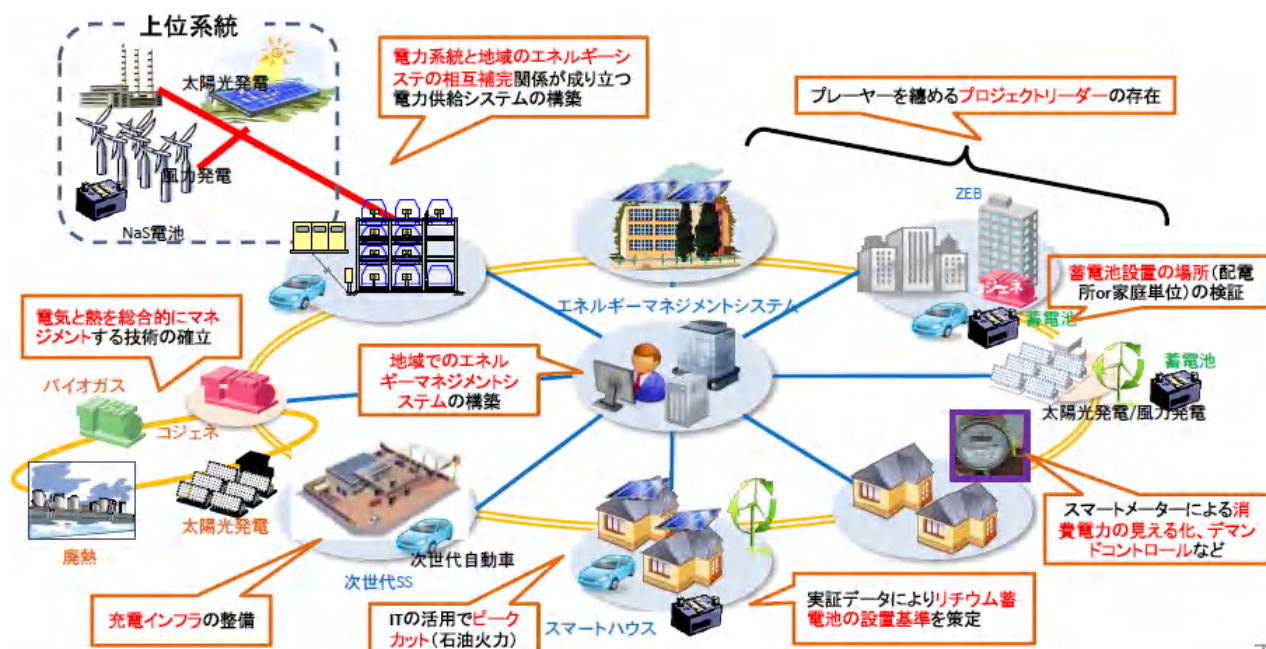 上位系統
太陽光発電
風力発電
NaS電池
電力系統と地域のエネルギーシ
ステの相互補完関係が成り立つ
電力供給システムの構築
プレーヤーを纏めるプロジェクトリーダーの存在
ZEB
コジェネ
蓄電池
蓄電池設置の場所(配電
所or家庭単位)の検証
エネルギーマネジメントシステム
電気と熱を総合的にマネ
ジメントする技術の確立
地域でのエネル
ギーマネジメントシ
ステムの構築
蓄電池
太陽光発電/風力発電
バイオガス
コジェネ
太陽光発電
廃熱
次世代自動車
次世代SS
スマートメーターによる消
費電力の見える化、デマン
ドコントロールなど
充電インフラの整備
ITの活用でピーク
カット(石油火力)
スマートハウス
実証データによりリチウム蓄
電池の設置基準を策定